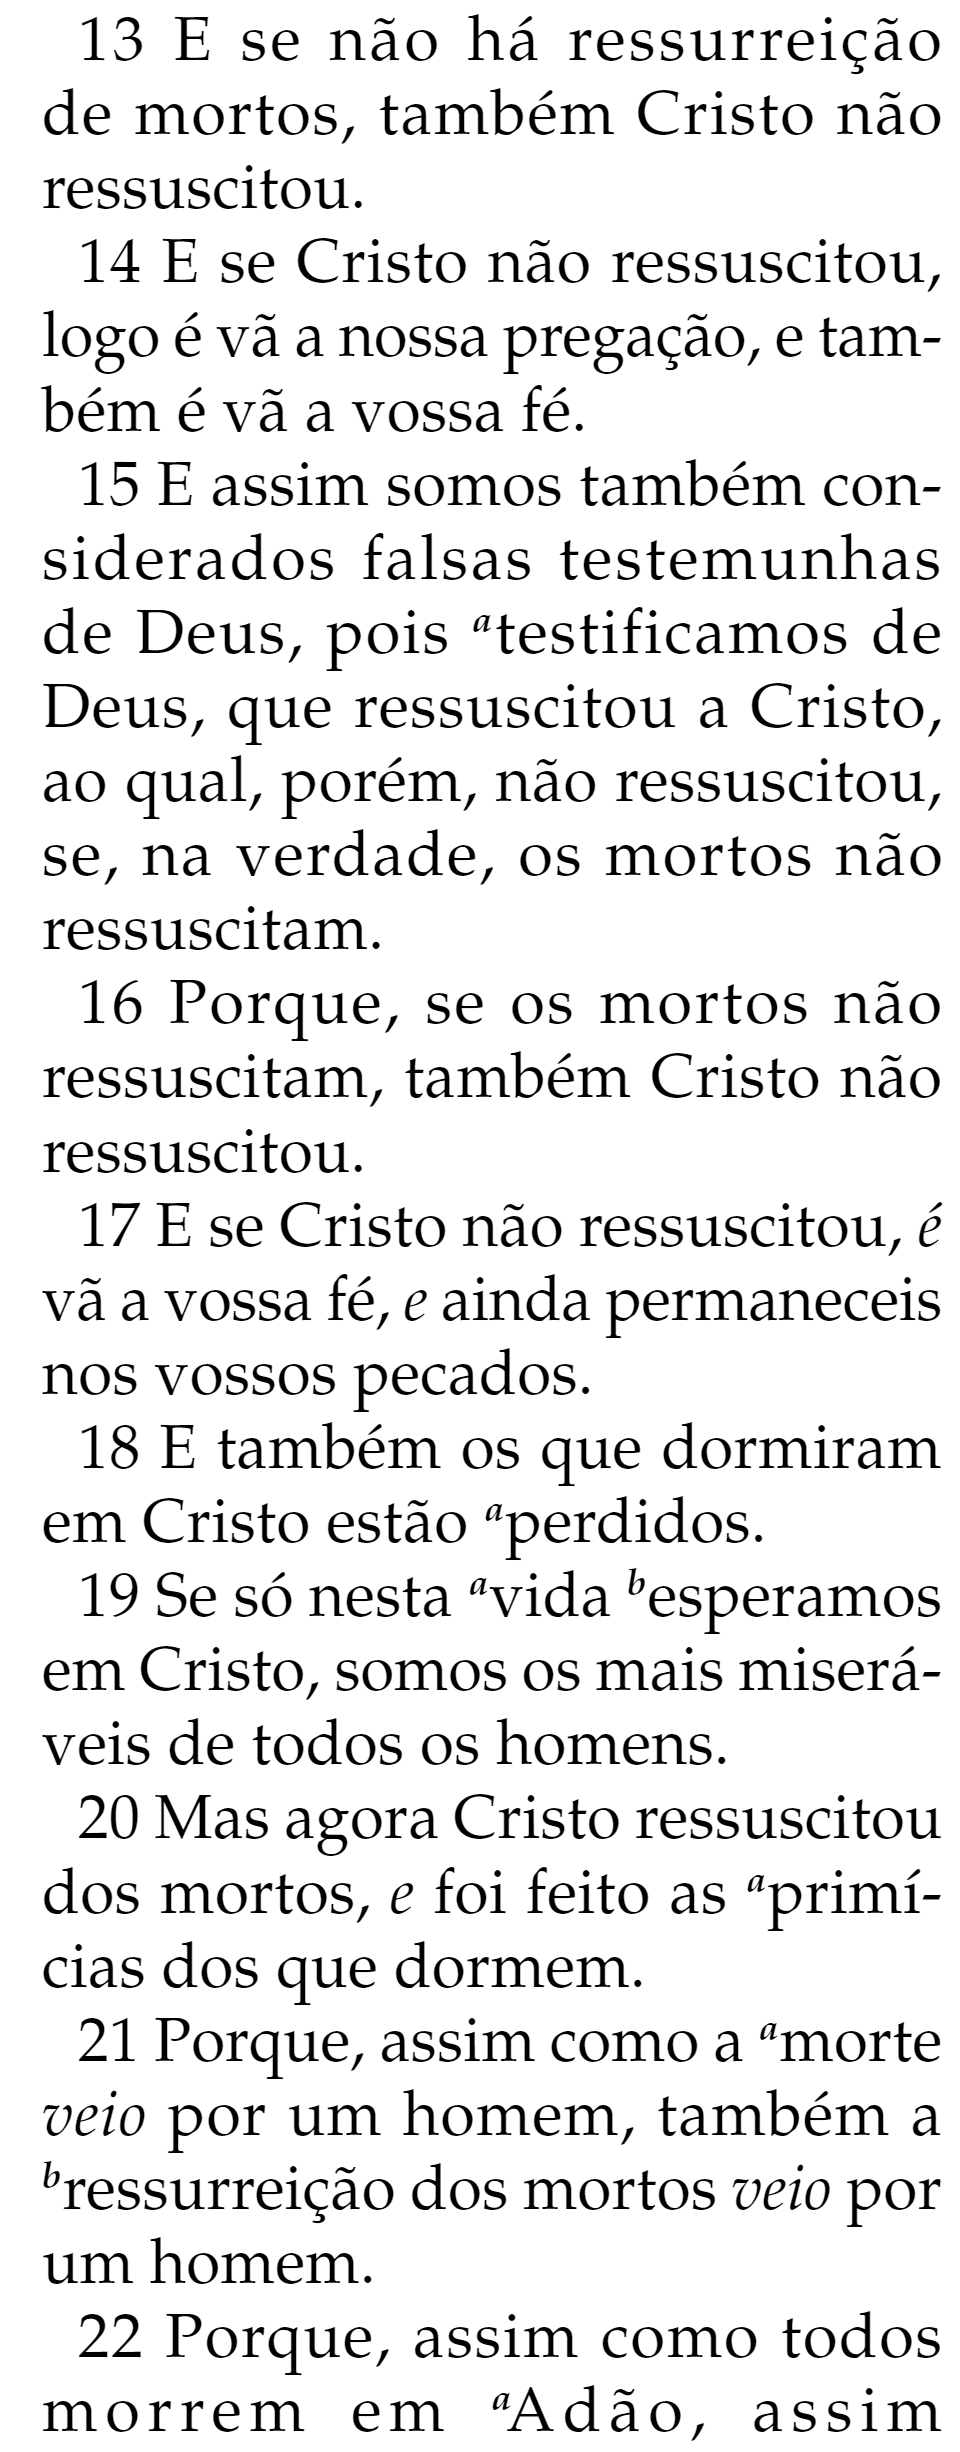 13 E se não há ressurreição
de mortos, também Cristo não
ressuscitou.
14 E se Cristo não ressuscitou,
logo é vã a nossa pregação, e tam-
bém é vã a vossa fé.
15 E assim somos também con-
siderados falsas testemunhas
de Deus, pois ᵃtestificamos de
Deus, que ressuscitou a Cristo,
ao qual, porém, não ressuscitou,
se, na verdade, os mortos não
ressuscitam.
16 Porque, se os mortos não
ressuscitam, também Cristo não
ressuscitou.
17 E se Cristo não ressuscitou, é
vã a vossa fé, e ainda permaneceis
nos vossos pecados.
18 E também os que dormiram
em Cristo estão ᵃperdidos.
19 Se só nesta ᵃvida ᵇesperamos
em Cristo, somos os mais miserá-
veis de todos os homens.
20 Mas agora Cristo ressuscitou
dos mortos, e foi feito as ᵃprimí-
cias dos que dormem.
21 Porque, assim como a ᵃmorte
veio por um homem, também a
ᵇressurreição dos mortos veio por
um homem.
22 Porque, assim como todos
morrem em ᵃAdão, assim